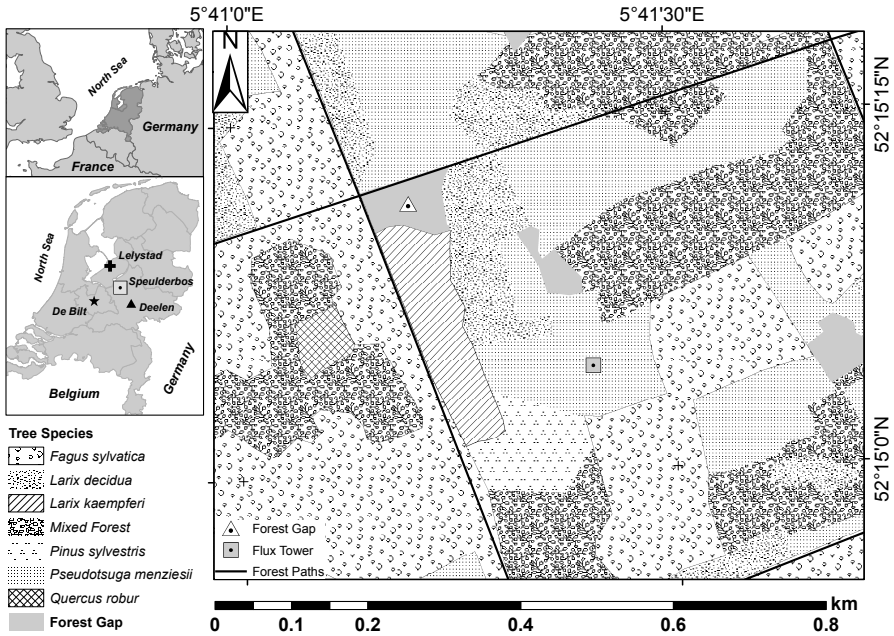 5°41'0"E
5°41'30"E
N
North Sea
Germany
France
52°15'15"N
North Sea
Lelystad
Speulderbos
De Bilt
Deelen
Germany
Belgium
52°15'0"N
Tree Species
Fagus sylvatica
Larix decidua
Larix kaempferi
Mixed Forest
Pinus sylvestris
Pseudotsuga menziesii
Quercus robur
Forest Gap
Forest Gap
Flux Tower
Forest Paths
km
0 0.1 0.2 0.4 0.6 0.8